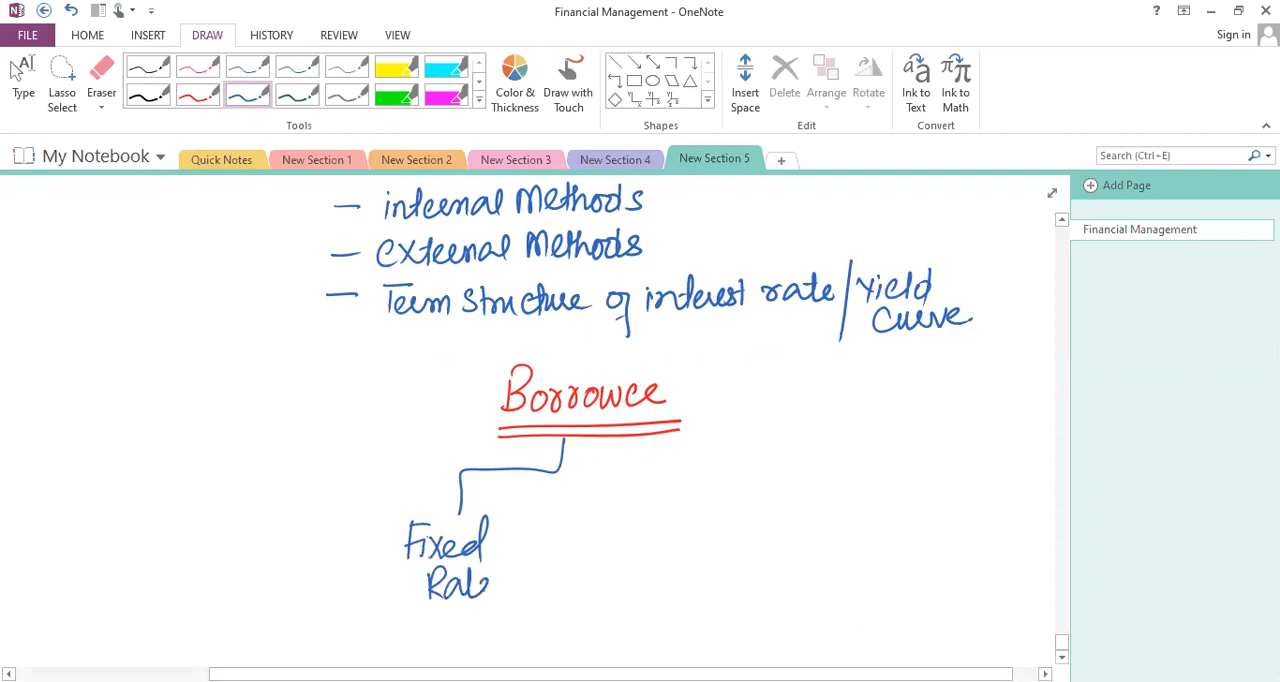 Financial Management - OneNote
?
FILE
HOME
INSERT
DRAW
HISTORY
REVIEW
VIEW
Sign in
Type
Lasso Select
Eraser
Color & Thickness
Draw with Touch
Insert Space
Delete
Arrange
Rotate
Ink to Text
Ink to Math
Tools
Shapes
Edit
Convert
My Notebook
Quick Notes
New Section 1
New Section 2
New Section 3
New Section 4
New Section 5
Search (Ctrl+E)
Add Page
Financial Management
– internal Methods
– external Methods
– Term structure of interest rate / Yield
Curve
Borrower
Fixed
Rat